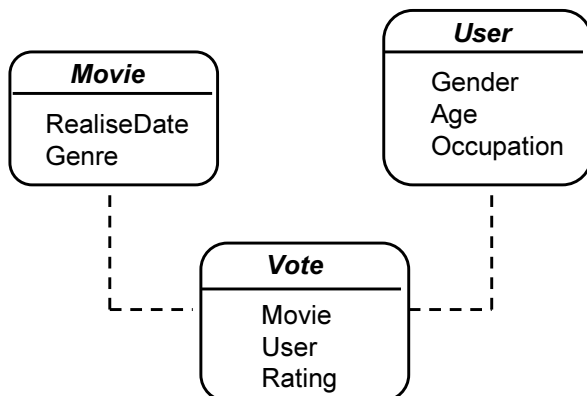 Movie
RealiseDate
Genre
User
Gender
Age
Occupation
Vote
Movie
User
Rating